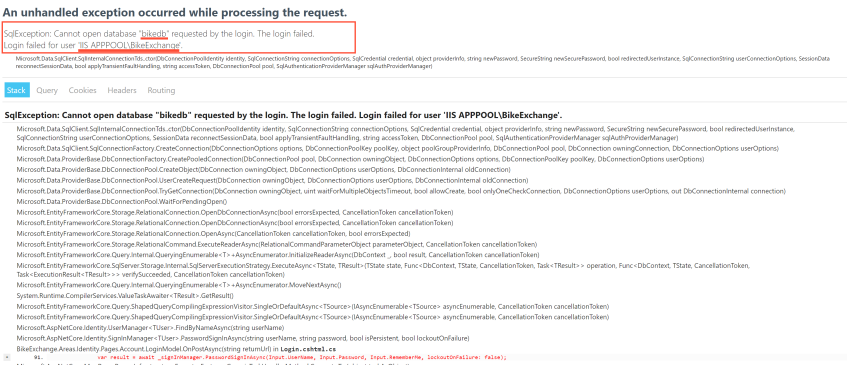 An unhandled exception occurred while processing the request.
SqlException: Cannot open database "bikedb" requested by the login. The login failed.
Login failed for user 'IIS APPPOOL\BikeExchange'.
Microsoft.Data.SqlClient.SqlInternalConnectionTds..ctor(DbConnectionPoolIdentity identity, SqlConnectionString connectionOptions, SqlCredential credential, object providerInfo, string newPassword, SecureString newSecurePassword, bool redirectedUserInstance, SqlConnectionString userConnectionOptions, SessionData
reconnectSessionData, bool applyTransientFaultHandling, string accessToken, DbConnectionPool pool, SqlAuthenticationProviderManager sqlAuthProviderManager)
Stack Query Cookies Headers Routing
SqlException: Cannot open database "bikedb" requested by the login. The login failed. Login failed for user 'IIS APPPOOL\BikeExchange'.
Microsoft.Data.SqlClient.SqlInternalConnectionTds..ctor(DbConnectionPoolIdentity identity, SqlConnectionString connectionOptions, SqlCredential credential, object providerInfo, string newPassword, SecureString newSecurePassword, bool redirectedUserInstance,
SqlConnectionString userConnectionOptions, SessionData reconnectSessionData, bool applyTransientFaultHandling, string accessToken, DbConnectionPool pool, SqlAuthenticationProviderManager sqlAuthProviderManager)
Microsoft.Data.SqlClient.SqlConnectionFactory.CreateConnection(DbConnectionOptions options, DbConnectionPoolKey poolKey, object poolGroupProviderInfo, DbConnectionPool pool, DbConnection owningConnection, DbConnectionOptions userOptions)
Microsoft.Data.ProviderBase.DbConnectionFactory.CreatePooledConnection(DbConnectionPool pool, DbConnection owningObject, DbConnectionOptions options, DbConnectionPoolKey poolKey, DbConnectionOptions userOptions)
Microsoft.Data.ProviderBase.DbConnectionPool.CreateObject(DbConnection owningObject, DbConnectionOptions userOptions, DbConnectionInternal oldConnection)
Microsoft.Data.ProviderBase.DbConnectionPool.UserCreateRequest(DbConnection owningObject, DbConnectionOptions userOptions, DbConnectionInternal oldConnection)
Microsoft.Data.ProviderBase.DbConnectionPool.TryGetConnection(DbConnection owningObject, uint waitForMultipleObjectsTimeout, bool allowCreate, bool onlyOneCheckConnection, DbConnectionOptions userOptions, out DbConnectionInternal connection)
Microsoft.Data.ProviderBase.DbConnectionPool.WaitForPendingOpen()
Microsoft.EntityFrameworkCore.Storage.RelationalConnection.OpenDbConnectionAsync(bool errorsExpected, CancellationToken cancellationToken)
Microsoft.EntityFrameworkCore.Storage.RelationalConnection.OpenDbConnectionAsync(bool errorsExpected, CancellationToken cancellationToken)
Microsoft.EntityFrameworkCore.Storage.RelationalConnection.OpenAsync(CancellationToken cancellationToken, bool errorsExpected)
Microsoft.EntityFrameworkCore.Storage.RelationalCommand.ExecuteReaderAsync(RelationalCommandParameterObject parameterObject, CancellationToken cancellationToken)
Microsoft.EntityFrameworkCore.Query.Internal.QueryingEnumerable<T>+AsyncEnumerator.InitializeReaderAsync(DbContext _, bool result, CancellationToken cancellationToken)
Microsoft.EntityFrameworkCore.SqlServer.Storage.Internal.SqlServerExecutionStrategy.ExecuteAsync<TState, TResult>(TState state, Func<DbContext, TState, CancellationToken, Task<TResult>> operation, Func<DbContext, TState, CancellationToken,
Task<ExecutionResult<TResult>>> verifySucceeded, CancellationToken cancellationToken)
Microsoft.EntityFrameworkCore.Query.Internal.QueryingEnumerable<T>+AsyncEnumerator.MoveNextAsync()
System.Runtime.CompilerServices.ValueTaskAwaiter<TResult>.GetResult()
Microsoft.EntityFrameworkCore.Query.ShapedQueryCompilingExpressionVisitor.SingleOrDefaultAsync<TSource>(IAsyncEnumerable<TSource> asyncEnumerable, CancellationToken cancellationToken)
Microsoft.EntityFrameworkCore.Query.ShapedQueryCompilingExpressionVisitor.SingleOrDefaultAsync<TSource>(IAsyncEnumerable<TSource> asyncEnumerable, CancellationToken cancellationToken)
Microsoft.AspNetCore.Identity.UserManager<TUser>.FindByNameAsync(string userName)
Microsoft.AspNetCore.Identity.SignInManager<TUser>.PasswordSignInAsync(string userName, string password, bool isPersistent, bool lockoutOnFailure)
BikeExchange.Areas.Identity.Pages.Account.LoginModel.OnPostAsync(string returnUrl) in Login.cshtml.cs
+ 91. var result = await _signInManager.PasswordSignInAsync(Input.UserName, Input.Password, Input.RememberMe, lockoutOnFailure: false);